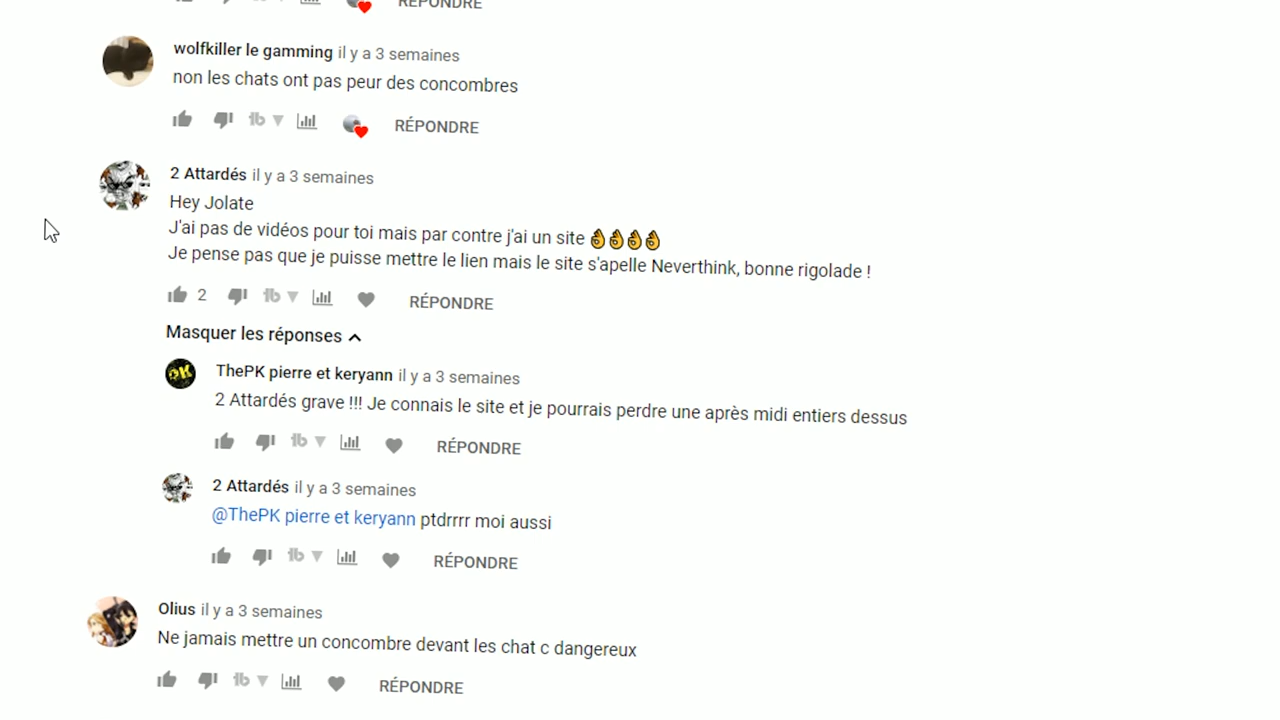 RÉPONDRE
wolfkiller le gamming il y a 3 semaines
non les chats ont pas peur des concombres
RÉPONDRE
2 Attardés il y a 3 semaines
Hey Jolate
J'ai pas de vidéos pour toi mais par contre j'ai un site 👌👌👌👌
Je pense pas que je puisse mettre le lien mais le site s'apelle Neverthink, bonne rigolade !
2 RÉPONDRE
Masquer les réponses
ThePK pierre et keryann il y a 3 semaines
2 Attardés grave !!! Je connais le site et je pourrais perdre une après midi entiers dessus
RÉPONDRE
2 Attardés il y a 3 semaines
@ThePK pierre et keryann ptdrrrr moi aussi
RÉPONDRE
Olius il y a 3 semaines
Ne jamais mettre un concombre devant les chat c dangereux
RÉPONDRE